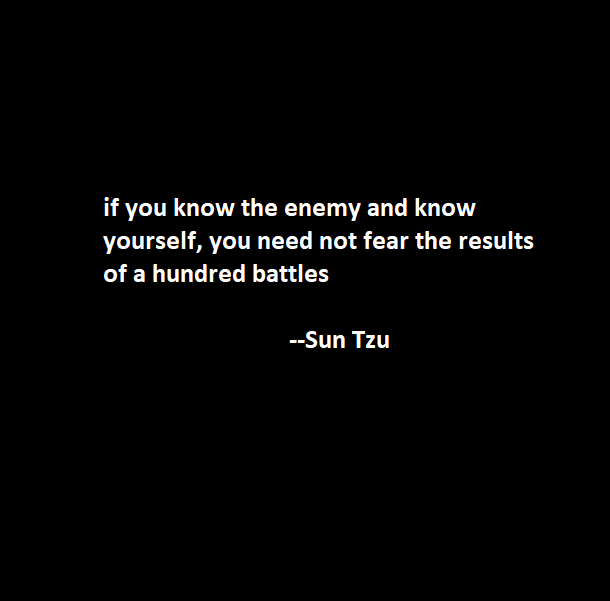 if you know the enemy and know
yourself, you need not fear the results
of a hundred battles
--Sun Tzu